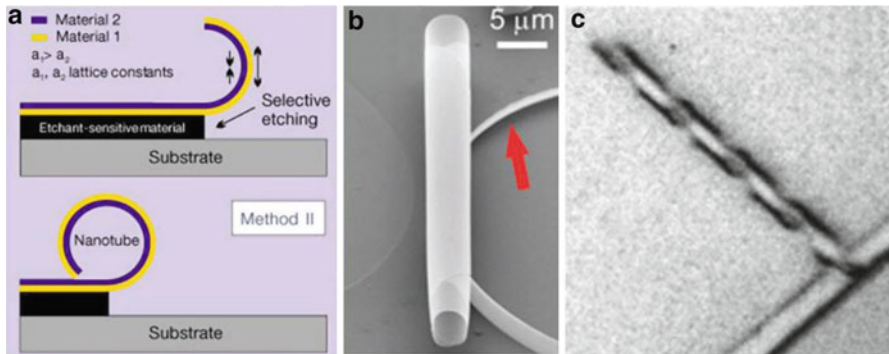 a
Material 2
Material 1
a₁> a₂
a₁, a₂ lattice constants
Selective
etching
Etchant-sensitive material
Substrate
Nanotube
Method II
Substrate
b
5 μm
c